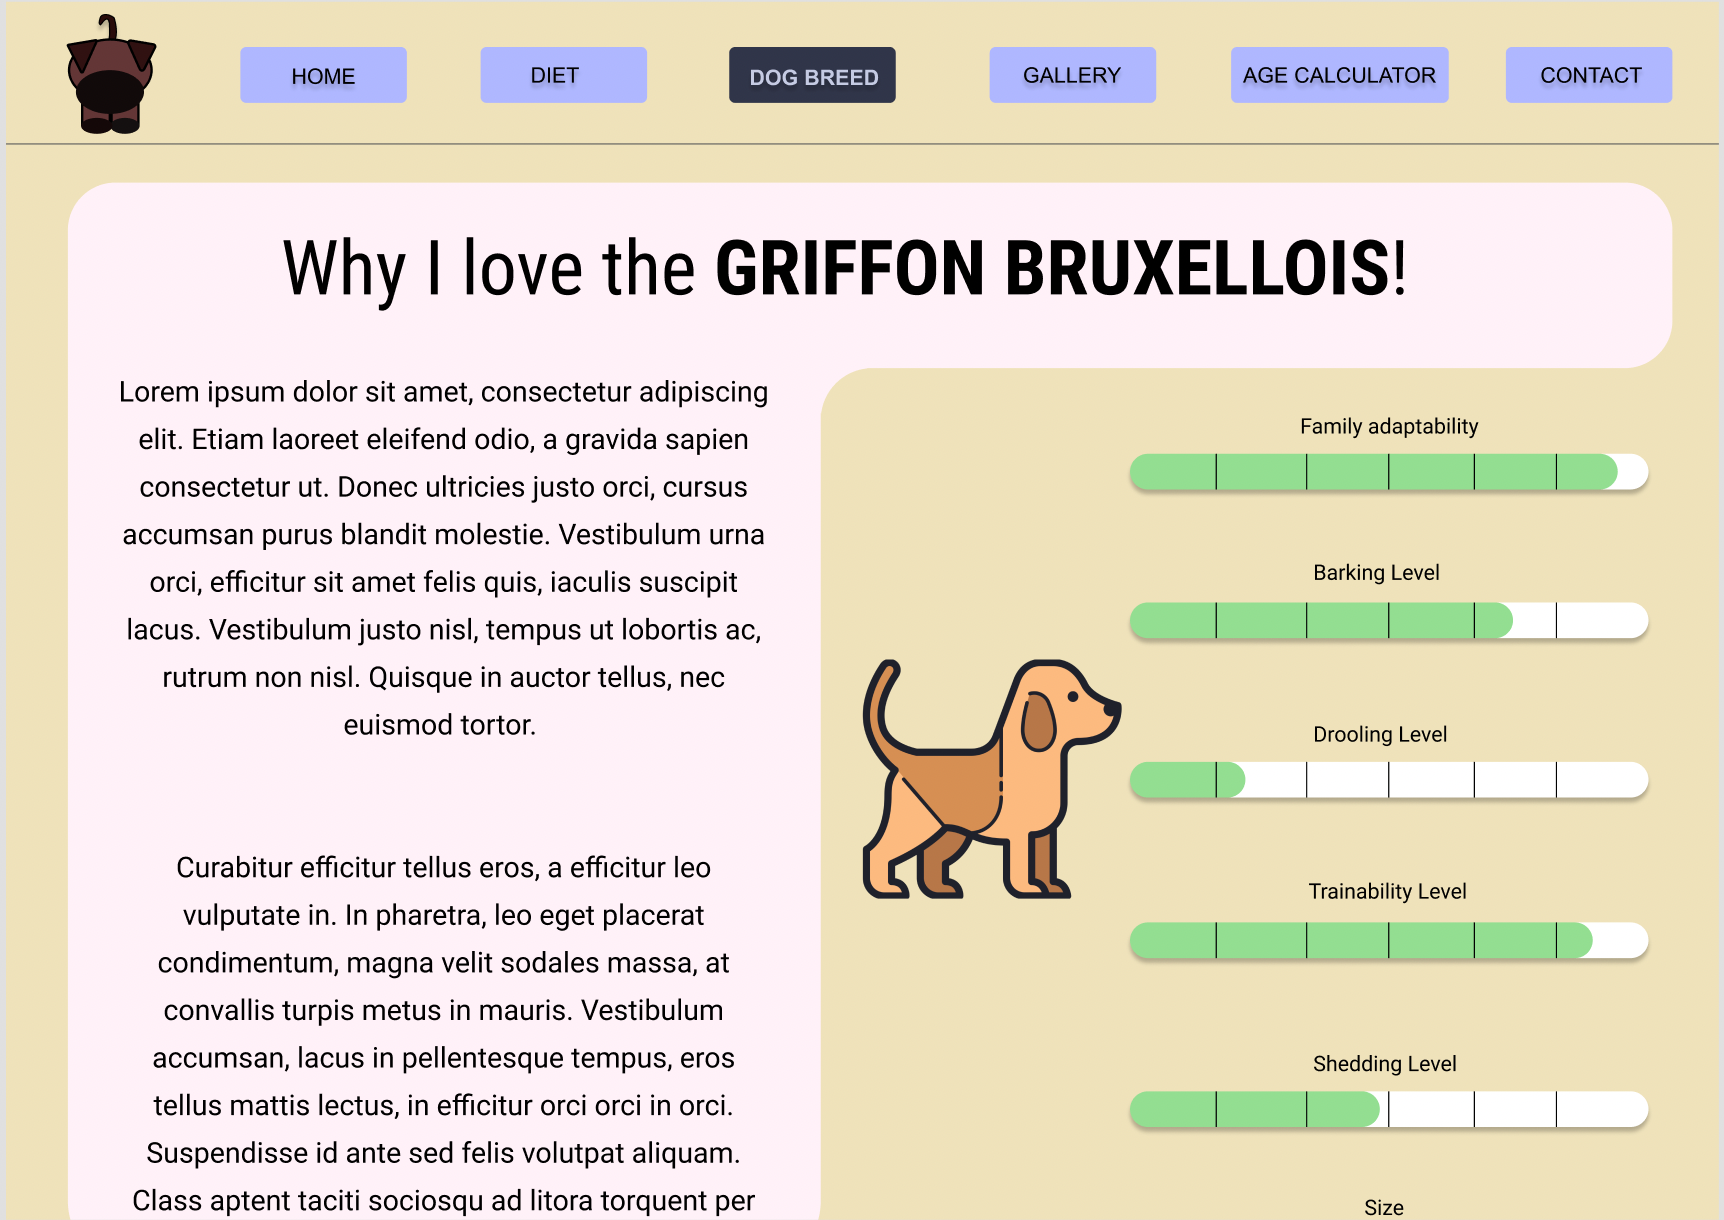 HOME
DIET
DOG BREED
GALLERY
AGE CALCULATOR
CONTACT
Why I love the GRIFFON BRUXELLOIS!
Lorem ipsum dolor sit amet, consectetur adipiscing
elit. Etiam laoreet eleifend odio, a gravida sapien
consectetur ut. Donec ultricies justo orci, cursus
accumsan purus blandit molestie. Vestibulum urna
orci, efficitur sit amet felis quis, iaculis suscipit
lacus. Vestibulum justo nisl, tempus ut lobortis ac,
rutrum non nisl. Quisque in auctor tellus, nec
euismod tortor.
Curabitur efficitur tellus eros, a efficitur leo
vulputate in. In pharetra, leo eget placerat
condimentum, magna velit sodales massa, at
convallis turpis metus in mauris. Vestibulum
accumsan, lacus in pellentesque tempus, eros
tellus mattis lectus, in efficitur orci orci in orci.
Suspendisse id ante sed felis volutpat aliquam.
Class aptent taciti sociosqu ad litora torquent per
Family adaptability
Barking Level
Drooling Level
Trainability Level
Shedding Level
Size